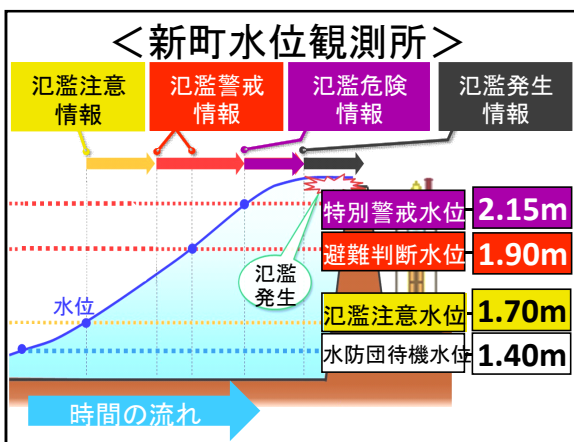 ＜新町水位観測所＞
氾濫注意
情報
氾濫警戒
情報
氾濫危険
情報
氾濫発生
情報
特別警戒水位 2.15m
避難判断水位 1.90m
氾濫
発生
水位
氾濫注意水位 1.70m
水防団待機水位 1.40m
時間の流れ